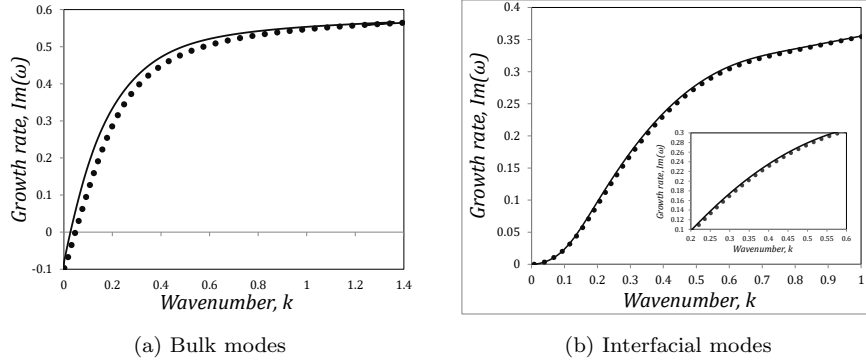 Growth rate, Im(ω)
0.6
0.5
0.4
0.3
0.2
0.1
0
-0.1
0 0.2 0.4 0.6 0.8 1 1.2 1.4
Wavenumber, k
(a) Bulk modes
Growth rate, Im(ω)
0.4
0.35
0.3
0.25
0.2
0.15
0.1
0.05
0
0 0.1 0.2 0.3 0.4 0.5 0.6 0.7 0.8 0.9 1
Wavenumber, k
Growth rate, Im(ω)
0.3
0.28
0.26
0.24
0.22
0.2
0.18
0.16
0.14
0.12
0.1
0.2 0.25 0.3 0.35 0.4 0.45 0.5 0.55 0.6
Wavenumber, k
(b) Interfacial modes